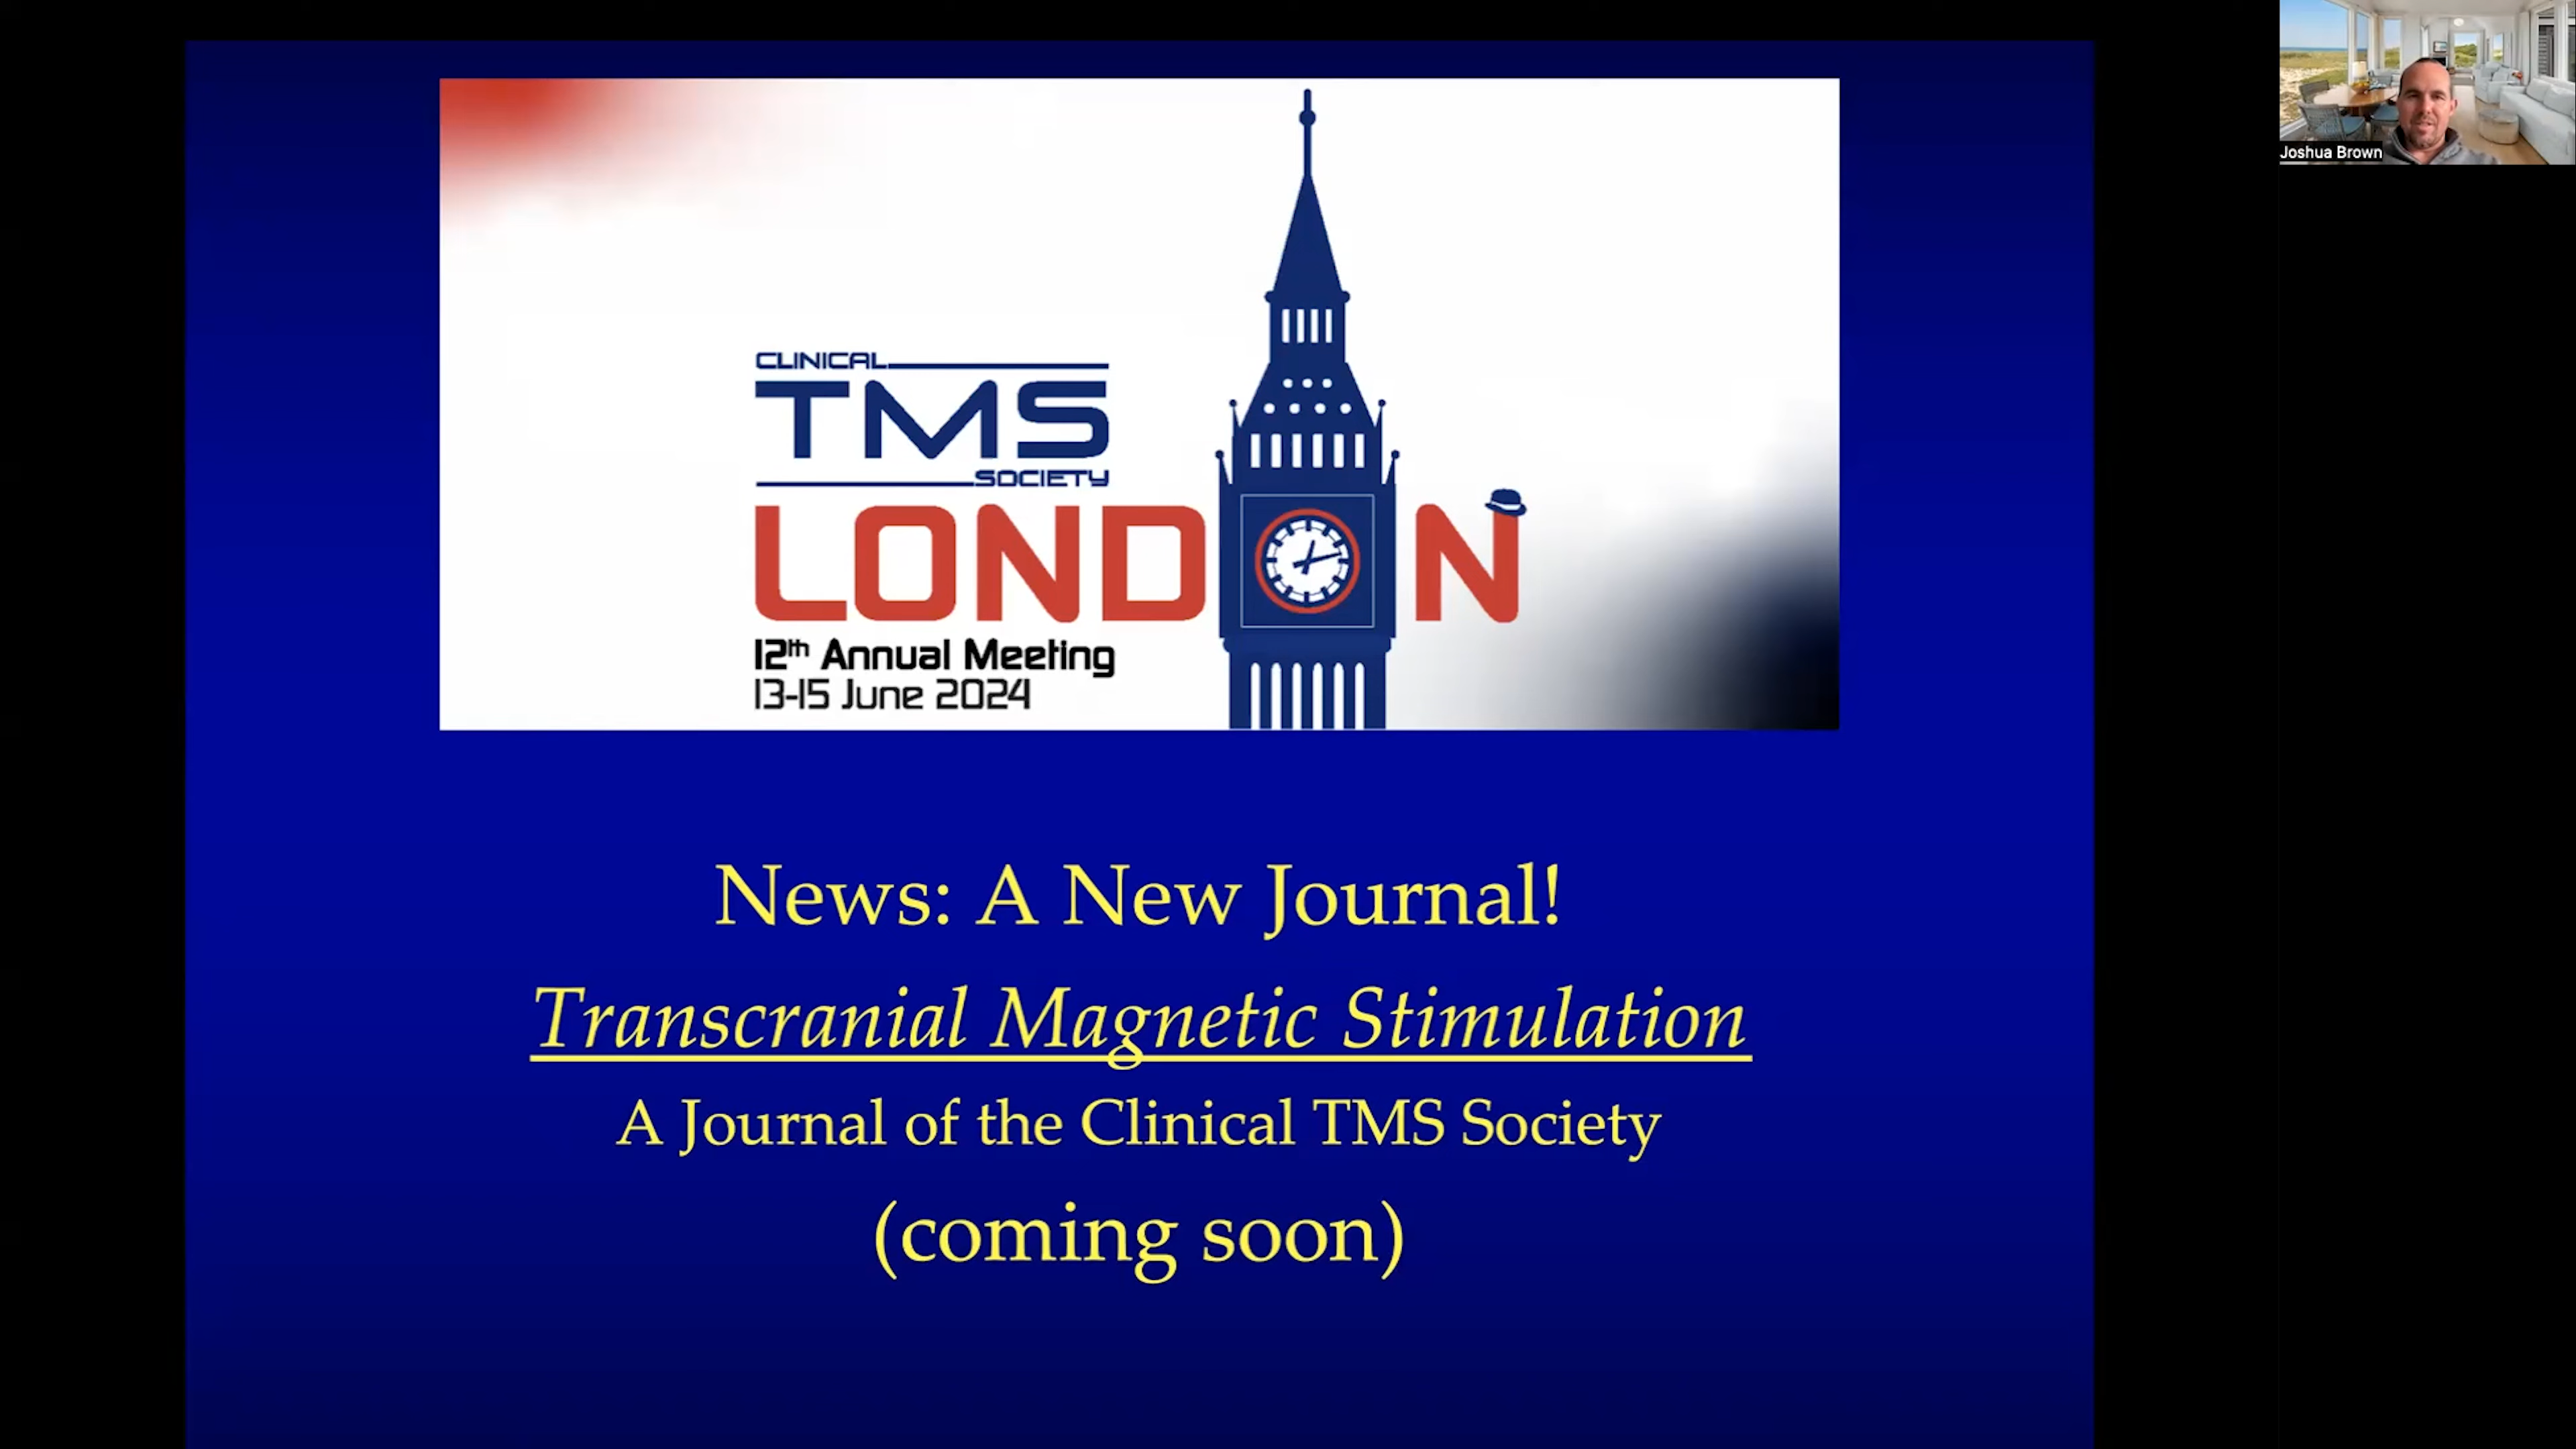 CLINICAL
TMS
SOCIETY
LONDON
12th Annual Meeting
13-15 June 2024
News: A New Journal!
Transcranial Magnetic Stimulation
A Journal of the Clinical TMS Society
(coming soon)
Joshua Brown